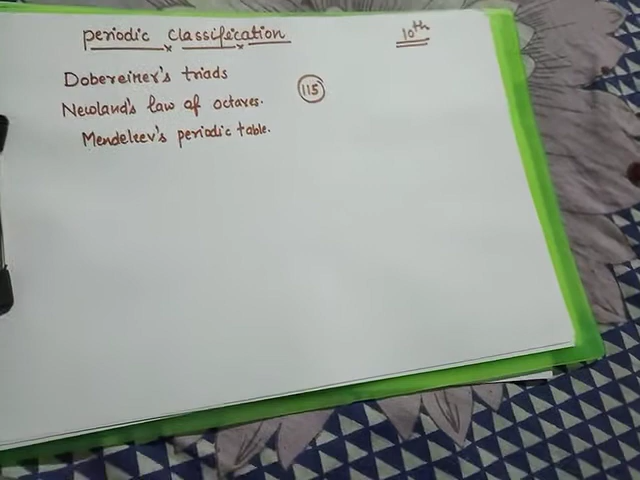 periodic Classification
10th
Dobereiner's triads
Newland's law of octaves.
115
Mendeleev's periodic table.